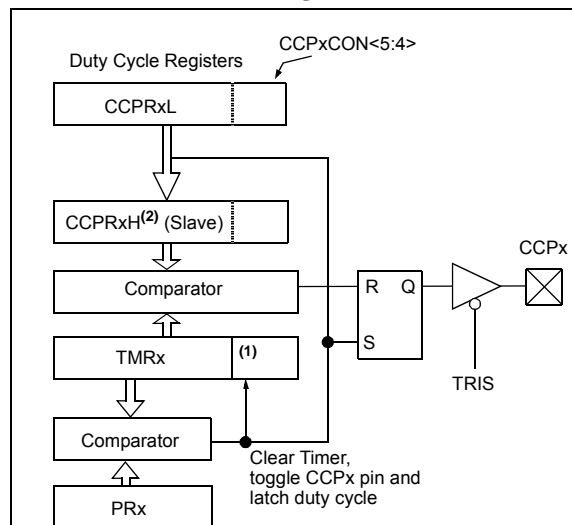 CCPxCON<5:4>
Duty Cycle Registers
CCPRxL
CCPRxH(2) (Slave)
CCPx
Comparator
R Q
TMRx
(1)
S
TRIS
Comparator
Clear Timer,
toggle CCPx pin and
latch duty cycle
PRx